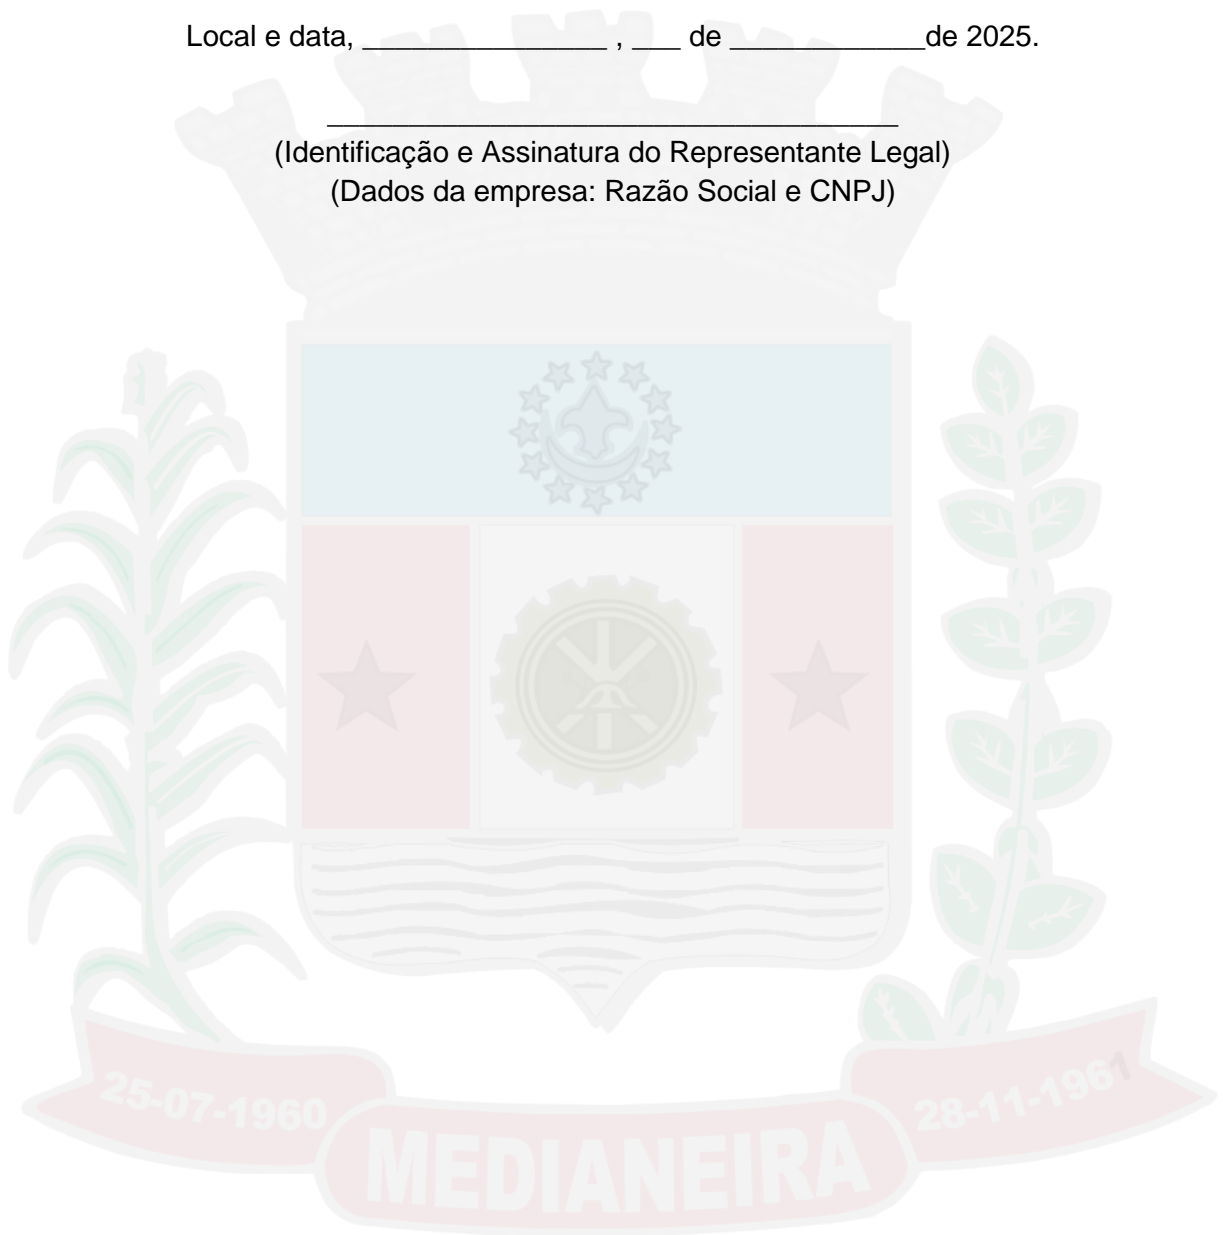 Local e data, _______________ , ___ de ____________de 2025.
___________________________________
(Identificação e Assinatura do Representante Legal)
(Dados da empresa: Razão Social e CNPJ)
25-07-1960
28-11-1961
MEDIANEIRA